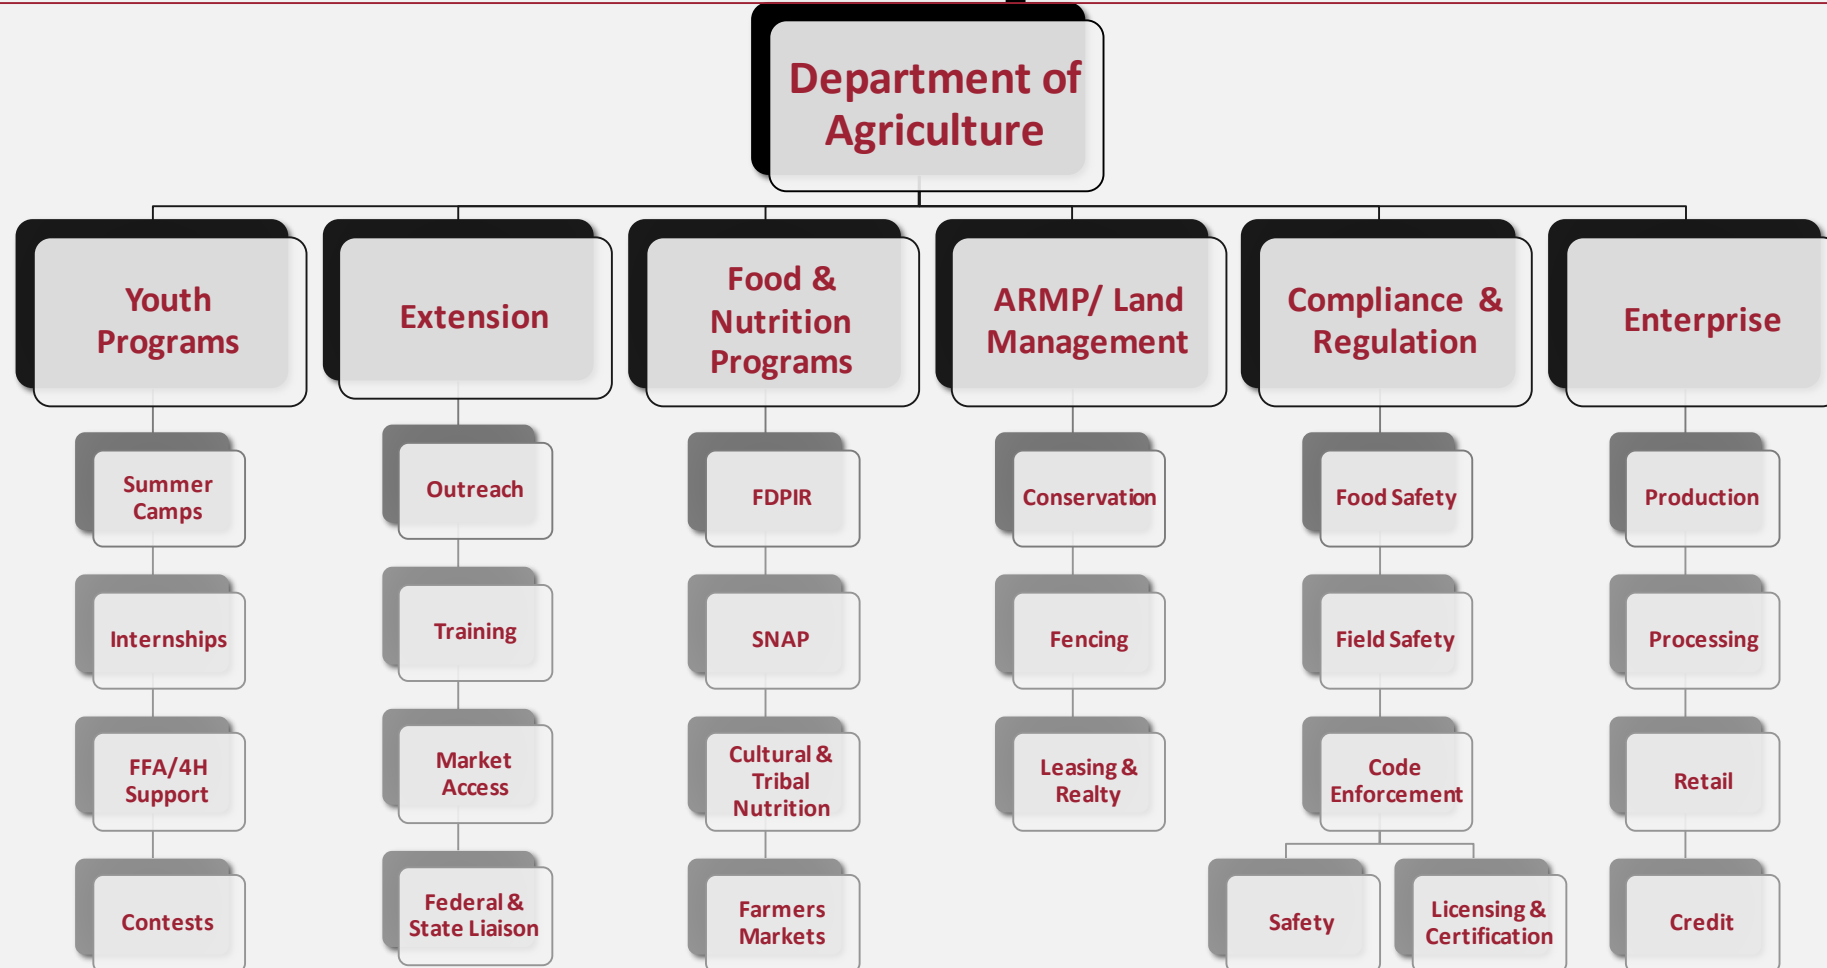 Department of
Agriculture
Youth
Programs
Extension
Food &
Nutrition
Programs
ARMP/ Land
Management
Compliance &
Regulation
Enterprise
Summer
Camps
Outreach
FDPIR
Conservation
Food Safety
Production
Internships
Training
SNAP
Fencing
Field Safety
Processing
FFA/4H
Support
Market
Access
Cultural &
Tribal
Nutrition
Leasing &
Realty
Code
Enforcement
Retail
Contests
Federal &
State Liaison
Farmers
Markets
Safety
Licensing &
Certification
Credit